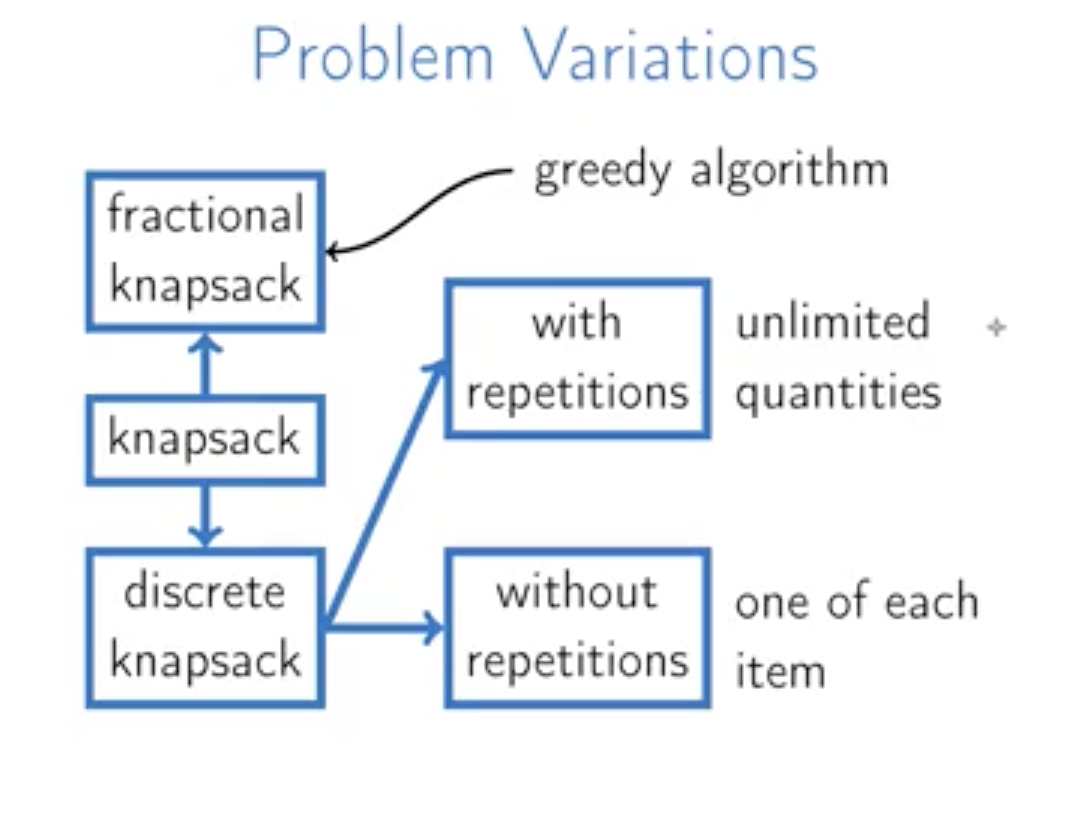 Problem Variations
greedy algorithm
fractional
knapsack
with
repetitions
unlimited
quantities
knapsack
discrete
knapsack
without
repetitions
one of each
item